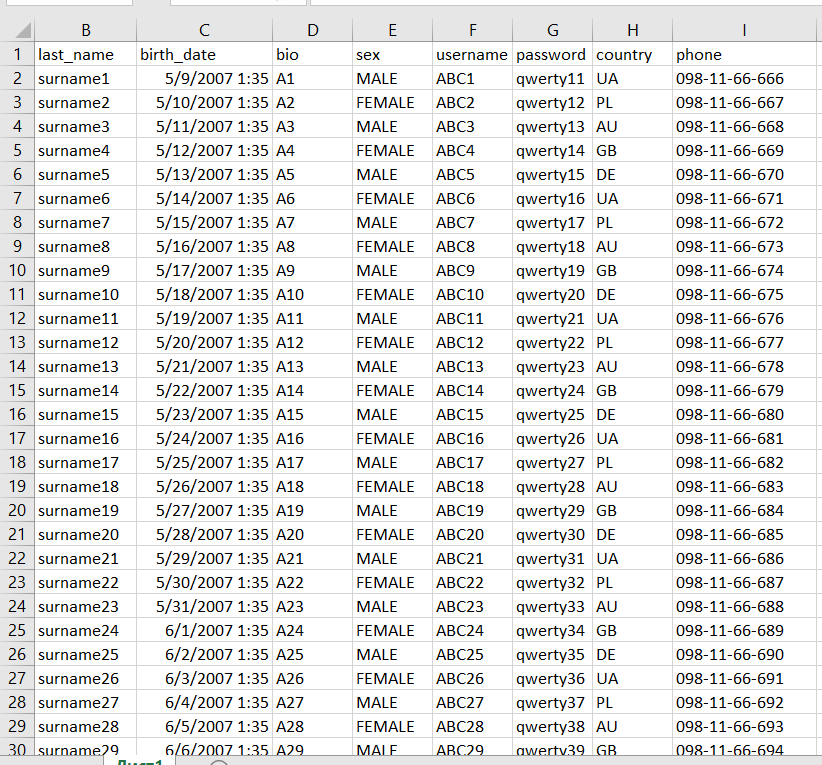 B C D E F G H I
1 last_name birth_date bio sex username password country phone
2 surname1 5/9/2007 1:35 A1 MALE ABC1 qwerty11 UA 098-11-66-666
3 surname2 5/10/2007 1:35 A2 FEMALE ABC2 qwerty12 PL 098-11-66-667
4 surname3 5/11/2007 1:35 A3 MALE ABC3 qwerty13 AU 098-11-66-668
5 surname4 5/12/2007 1:35 A4 FEMALE ABC4 qwerty14 GB 098-11-66-669
6 surname5 5/13/2007 1:35 A5 MALE ABC5 qwerty15 DE 098-11-66-670
7 surname6 5/14/2007 1:35 A6 FEMALE ABC6 qwerty16 UA 098-11-66-671
8 surname7 5/15/2007 1:35 A7 MALE ABC7 qwerty17 PL 098-11-66-672
9 surname8 5/16/2007 1:35 A8 FEMALE ABC8 qwerty18 AU 098-11-66-673
10 surname9 5/17/2007 1:35 A9 MALE ABC9 qwerty19 GB 098-11-66-674
11 surname10 5/18/2007 1:35 A10 FEMALE ABC10 qwerty20 DE 098-11-66-675
12 surname11 5/19/2007 1:35 A11 MALE ABC11 qwerty21 UA 098-11-66-676
13 surname12 5/20/2007 1:35 A12 FEMALE ABC12 qwerty22 PL 098-11-66-677
14 surname13 5/21/2007 1:35 A13 MALE ABC13 qwerty23 AU 098-11-66-678
15 surname14 5/22/2007 1:35 A14 FEMALE ABC14 qwerty24 GB 098-11-66-679
16 surname15 5/23/2007 1:35 A15 MALE ABC15 qwerty25 DE 098-11-66-680
17 surname16 5/24/2007 1:35 A16 FEMALE ABC16 qwerty26 UA 098-11-66-681
18 surname17 5/25/2007 1:35 A17 MALE ABC17 qwerty27 PL 098-11-66-682
19 surname18 5/26/2007 1:35 A18 FEMALE ABC18 qwerty28 AU 098-11-66-683
20 surname19 5/27/2007 1:35 A19 MALE ABC19 qwerty29 GB 098-11-66-684
21 surname20 5/28/2007 1:35 A20 FEMALE ABC20 qwerty30 DE 098-11-66-685
22 surname21 5/29/2007 1:35 A21 MALE ABC21 qwerty31 UA 098-11-66-686
23 surname22 5/30/2007 1:35 A22 FEMALE ABC22 qwerty32 PL 098-11-66-687
24 surname23 5/31/2007 1:35 A23 MALE ABC23 qwerty33 AU 098-11-66-688
25 surname24 6/1/2007 1:35 A24 FEMALE ABC24 qwerty34 GB 098-11-66-689
26 surname25 6/2/2007 1:35 A25 MALE ABC25 qwerty35 DE 098-11-66-690
27 surname26 6/3/2007 1:35 A26 FEMALE ABC26 qwerty36 UA 098-11-66-691
28 surname27 6/4/2007 1:35 A27 MALE ABC27 qwerty37 PL 098-11-66-692
29 surname28 6/5/2007 1:35 A28 FEMALE ABC28 qwerty38 AU 098-11-66-693
30 surname29 6/6/2007 1:35 A29 MALE ABC29 qwerty39 GB 098-11-66-694
Лист1